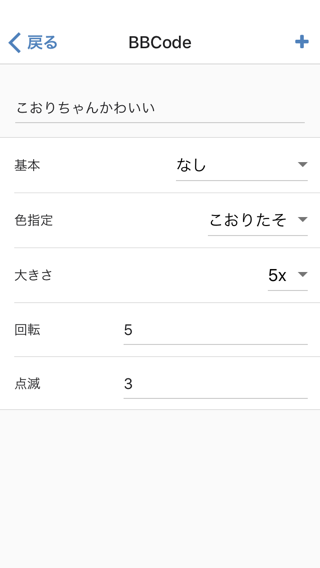 戻る BBCode
こおりちゃんかわいい
基本 なし
色指定 こおりたそ
大きさ 5x
回転 5
点滅 3